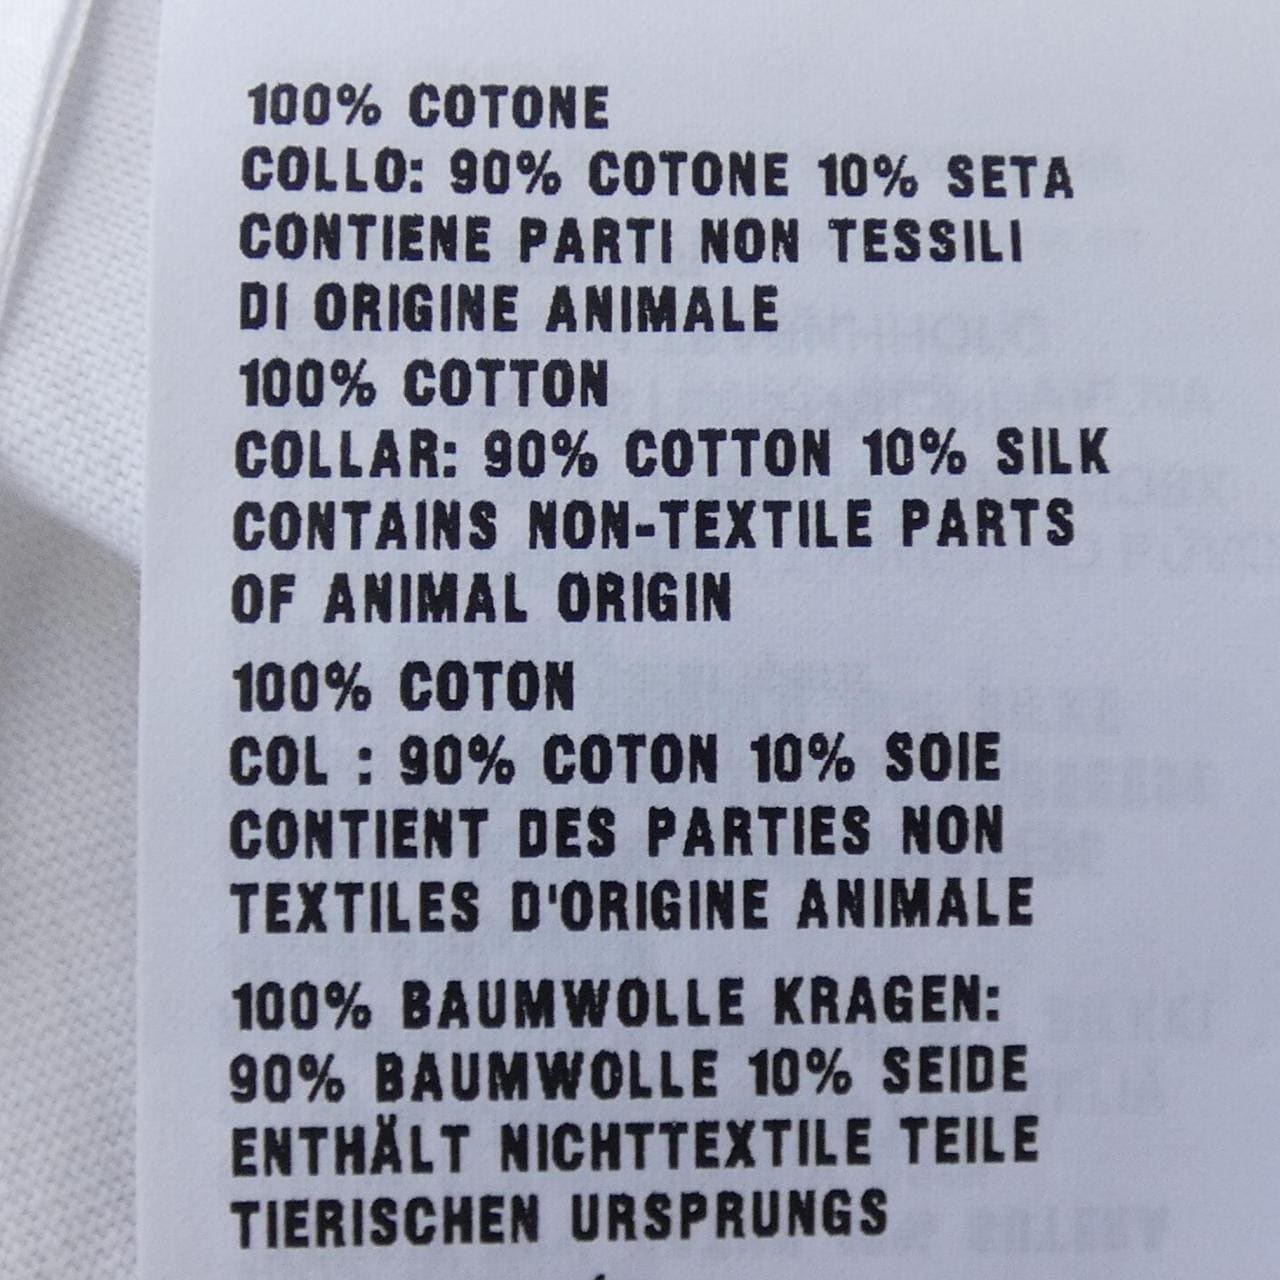 100% COTONE
COLLO: 90% COTONE 10% SETA
CONTIENE PARTI NON TESSILI
DI ORIGINE ANIMALE
100% COTTON
COLLAR: 90% COTTON 10% SILK
CONTAINS NON-TEXTILE PARTS
OF ANIMAL ORIGIN
100% COTON
COL : 90% COTON 10% SOIE
CONTIENT DES PARTIES NON
TEXTILES D'ORIGINE ANIMALE
100% BAUMWOLLE KRAGEN:
90% BAUMWOLLE 10% SEIDE
ENTHÄLT NICHTTEXTILE TEILE
TIERISCHEN URSPRUNGS